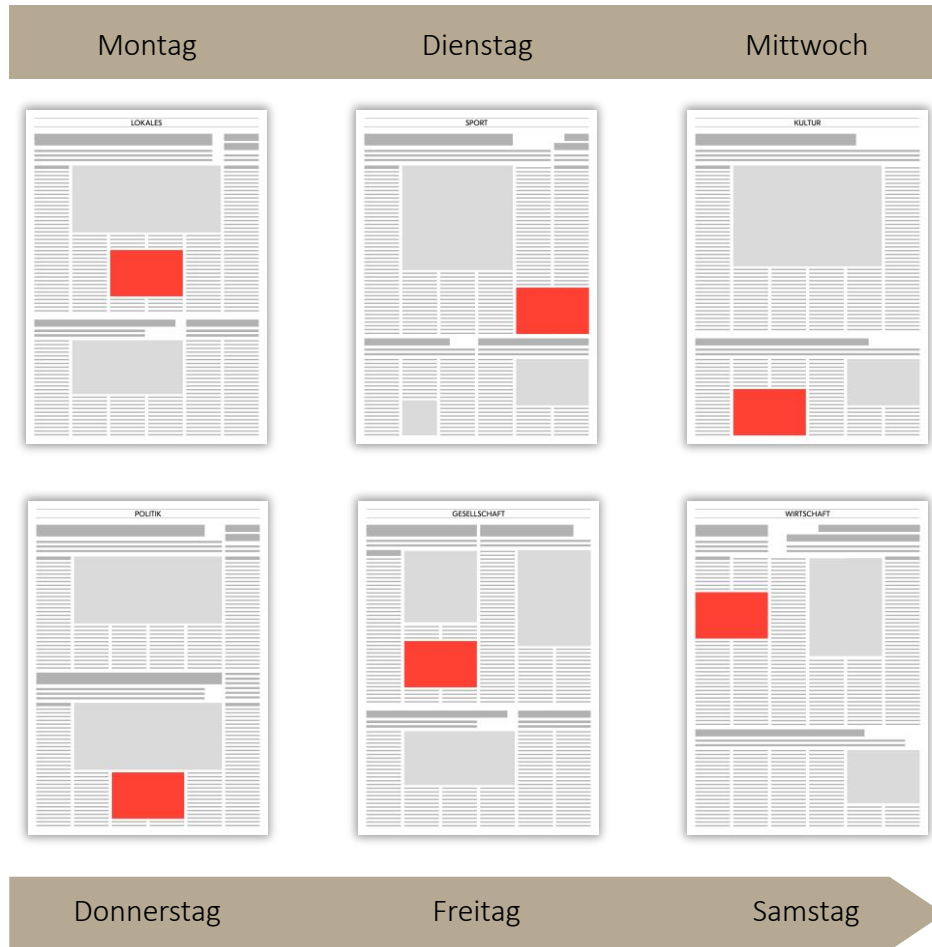 Montag Dienstag Mittwoch
LOKALES SPORT KULTUR
POLITIK GESELLSCHAFT WIRTSCHAFT
Donnerstag Freitag Samstag